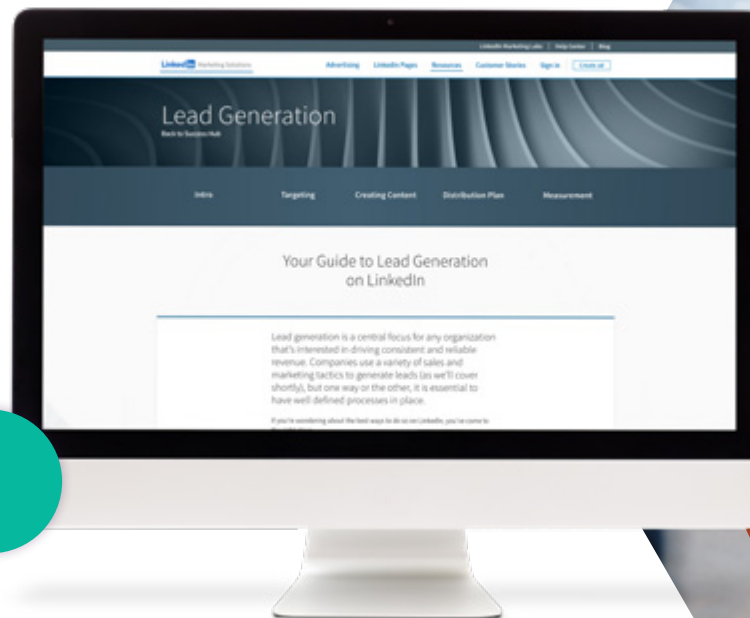 LinkedIn Marketing Labs | Help Center | Blog
LinkedIn Marketing Solutions
Advertising LinkedIn Pages Resources Customer Stories Sign in Create ad
Lead Generation
Back to Success Hub
Intro Targeting Creating Content Distribution Plan Measurement
Your Guide to Lead Generation
on LinkedIn
Lead generation is a central focus for any organization
that's interested in driving consistent and reliable
revenue. Companies use a variety of sales and
marketing tactics to generate leads (as we'll cover
shortly), but one way or the other, it is essential to
have well defined processes in place.
If you're wondering about the best ways to do so on LinkedIn, you've come to